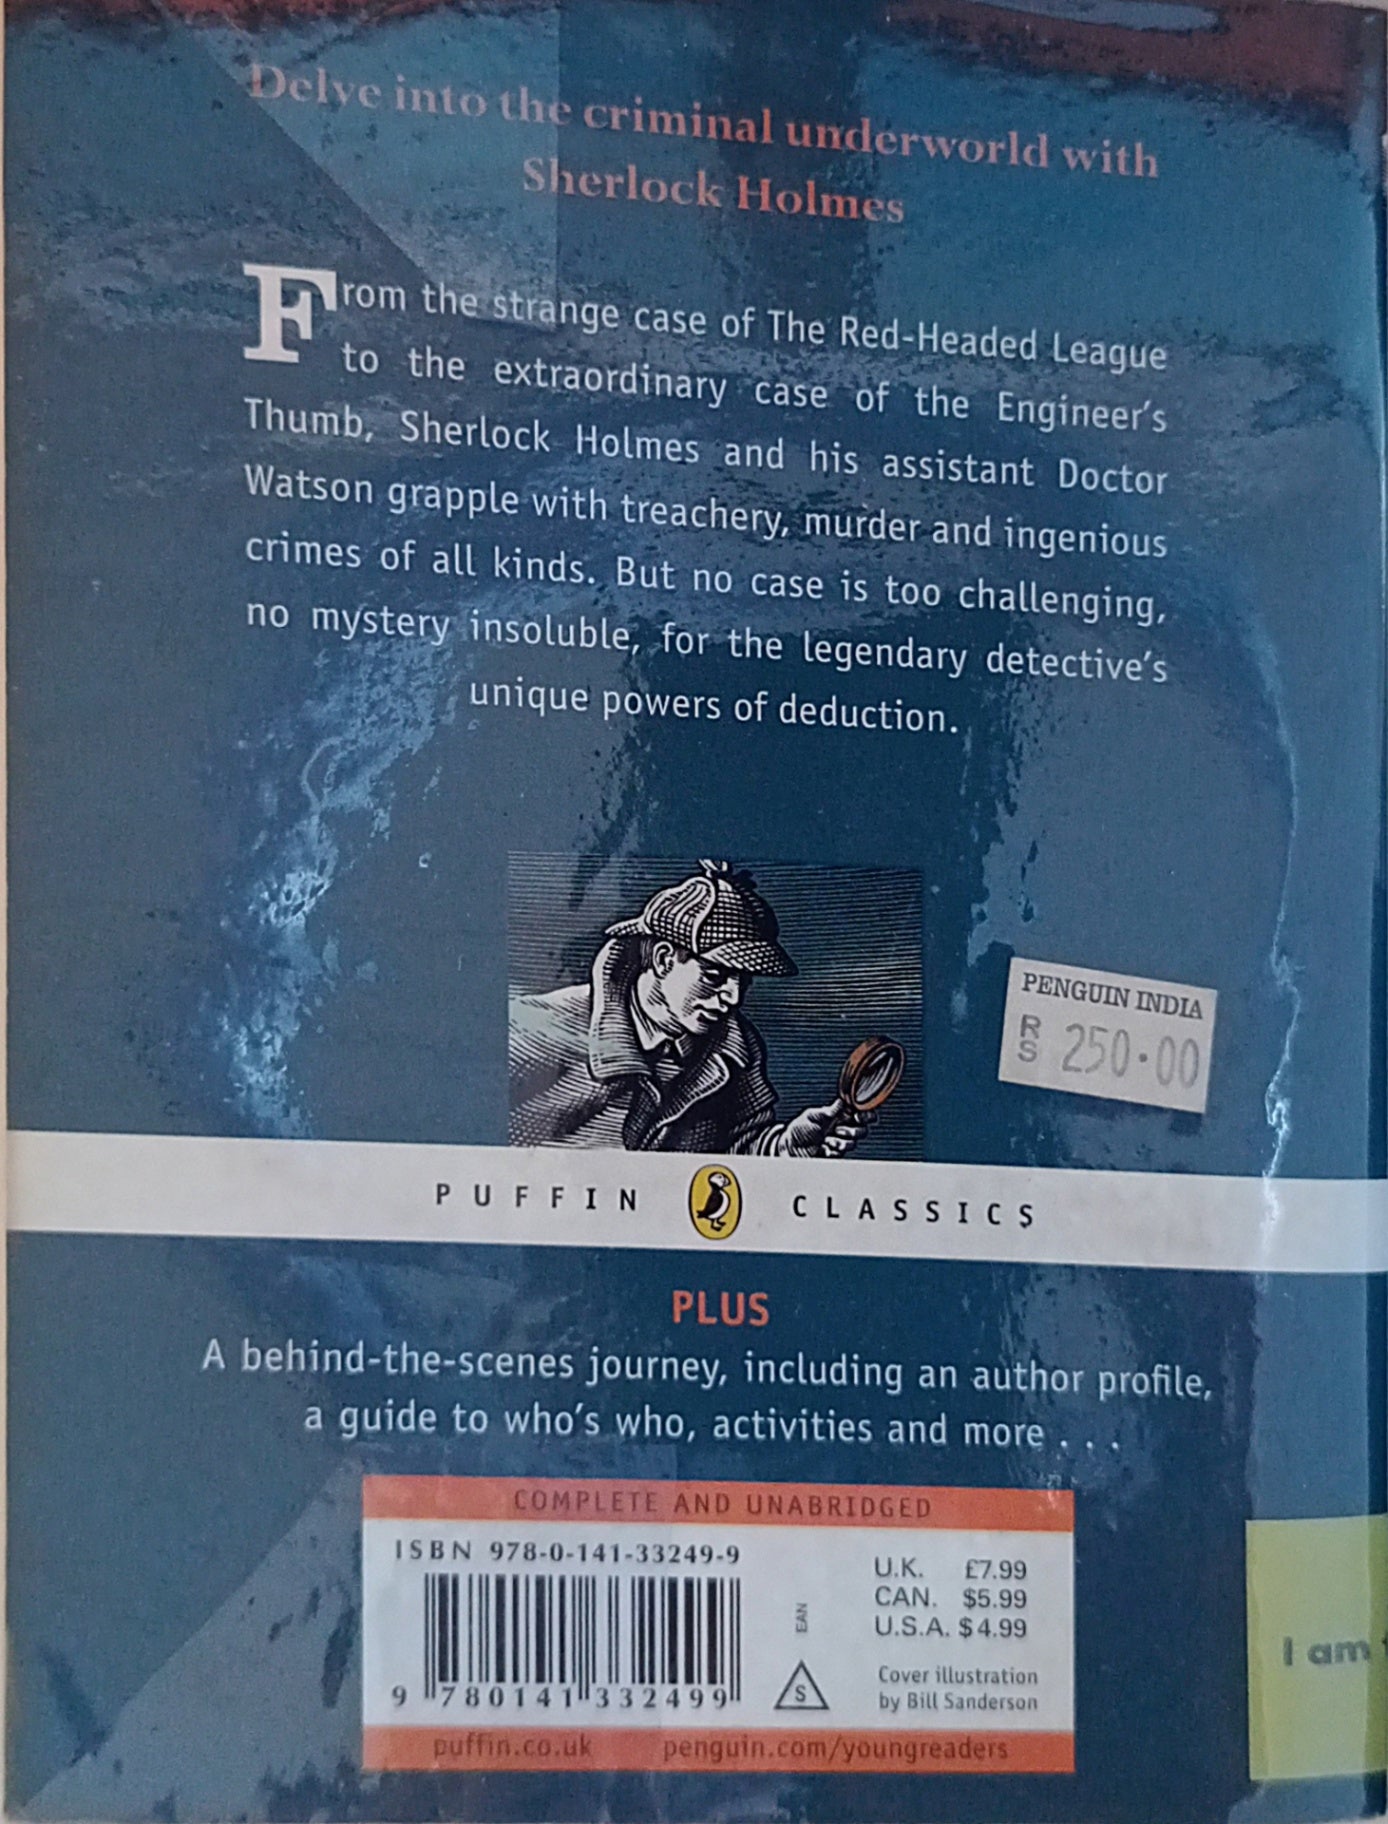 Delve into the criminal underworld with
Sherlock Holmes
From the strange case of The Red-Headed League
to the extraordinary case of the Engineer's
Thumb, Sherlock Holmes and his assistant Doctor
Watson grapple with treachery, murder and ingenious
crimes of all kinds. But no case is too challenging,
no mystery insoluble, for the legendary detective's
unique powers of deduction.
PENGUIN INDIA
RS 250.00
PUFFIN CLASSICS
PLUS
A behind-the-scenes journey, including an author profile,
a guide to who's who, activities and more . . .
COMPLETE AND UNABRIDGED
ISBN 978-0-141-33249-9
U.K. £7.99
CAN. $5.99
U.S.A. $4.99
EAN
S
Cover illustration
by Bill Sanderson
9 780141 332499
puffin.co.uk penguin.com/youngreaders
I am